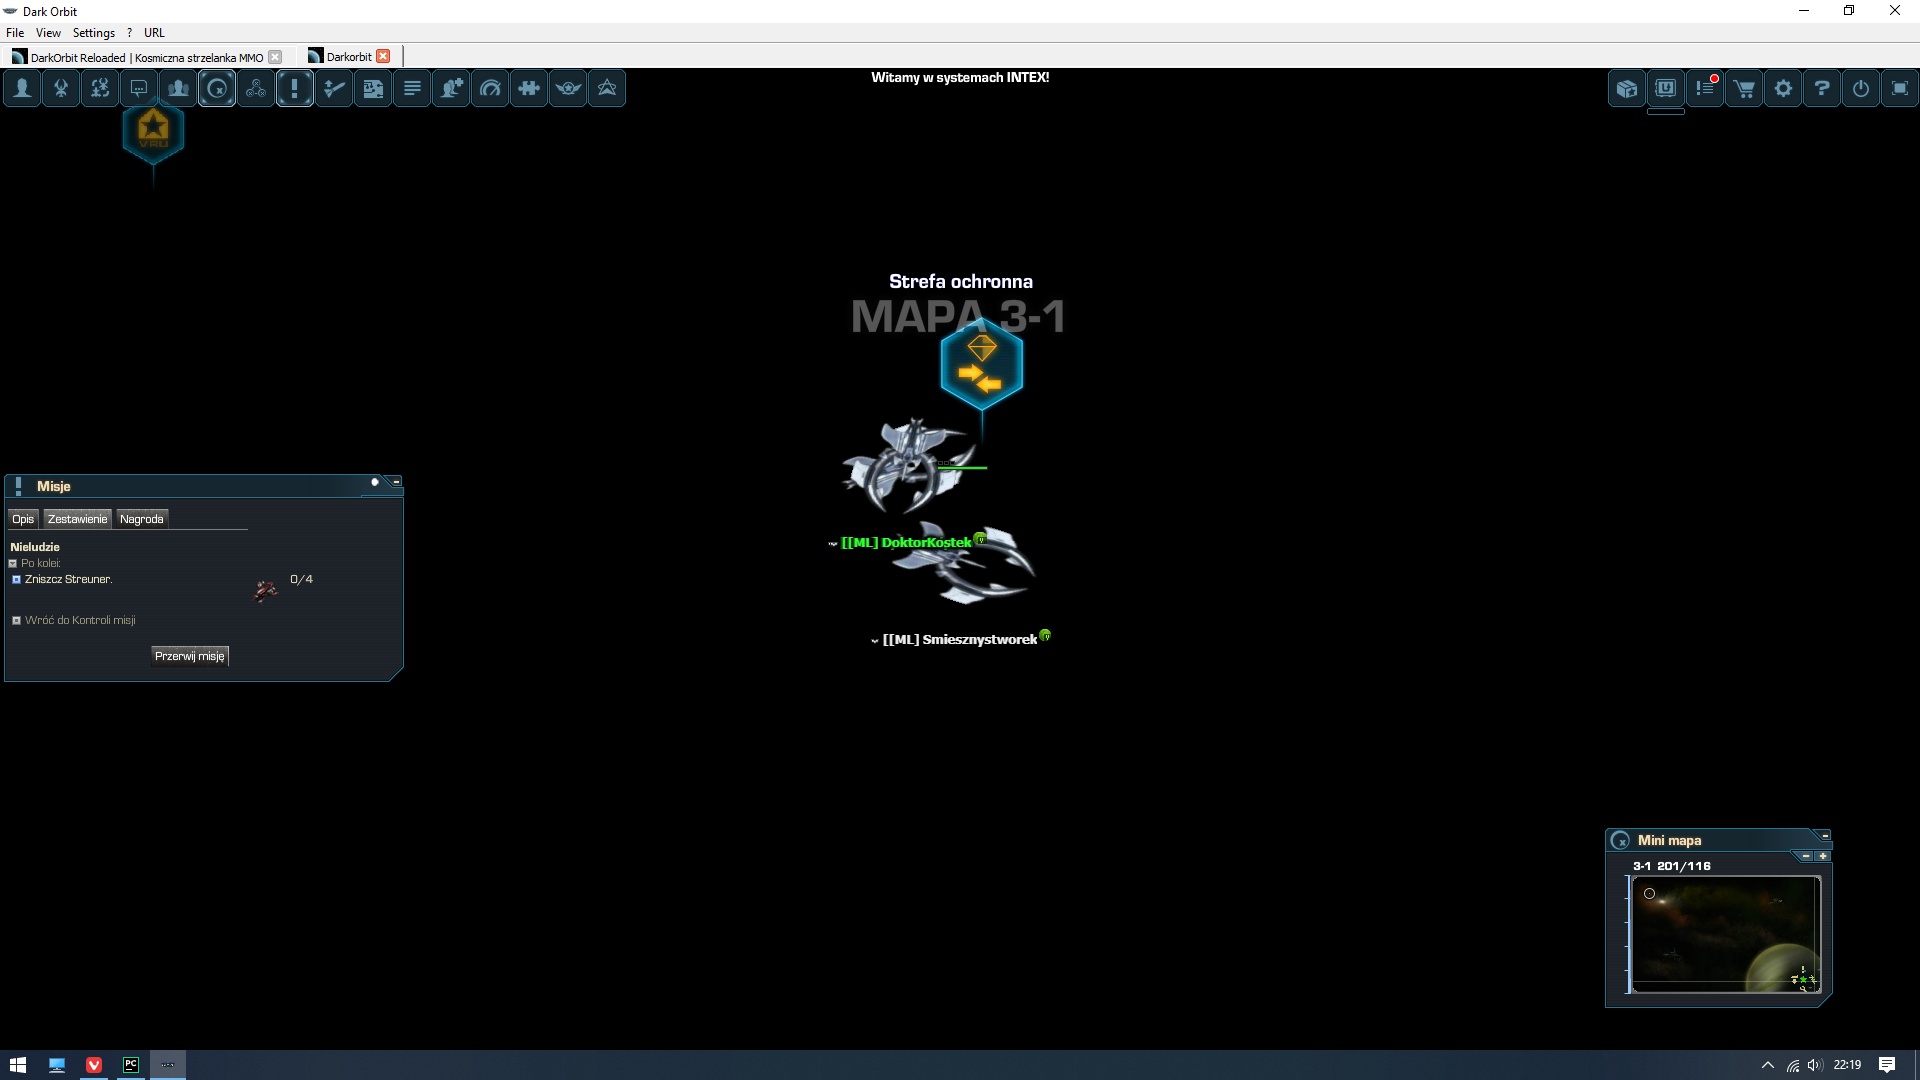 Dark Orbit
File View Settings ? URL
DarkOrbit Reloaded | Kosmiczna strzelanka MMO
Darkorbit
Witamy w systemach INTEX!
VRU
Strefa ochronna
MAPA 3-1
Misje
Opis Zestawienie Nagroda
Nieludzie
Po kolei:
Zniszcz Streuner. 0/4
Wróć do Kontroli misji
Przerwij misję
[[ML] DoktorKostek
[[ML] Smiesznystworek
Mini mapa
3-1 201/116
PC
22:19